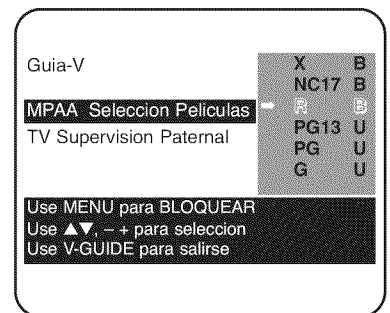 Guia-V
X B
NC17 B
MPAA Seleccion Peliculas R B
TV Supervision Paternal PG13 U
PG U
G U
Use MENU para BLOQUEAR
Use ▲▼, – + para seleccion
Use V-GUIDE para salirse